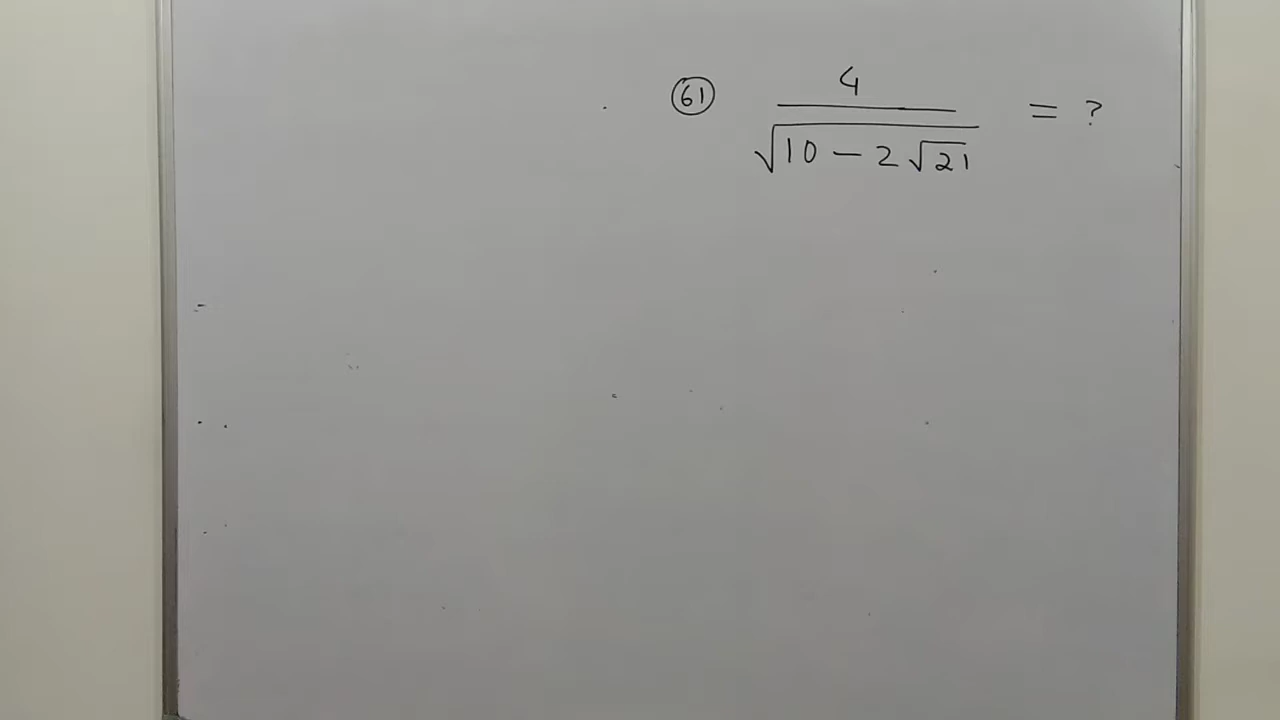 61 4 / √(10 − 2√21) = ?